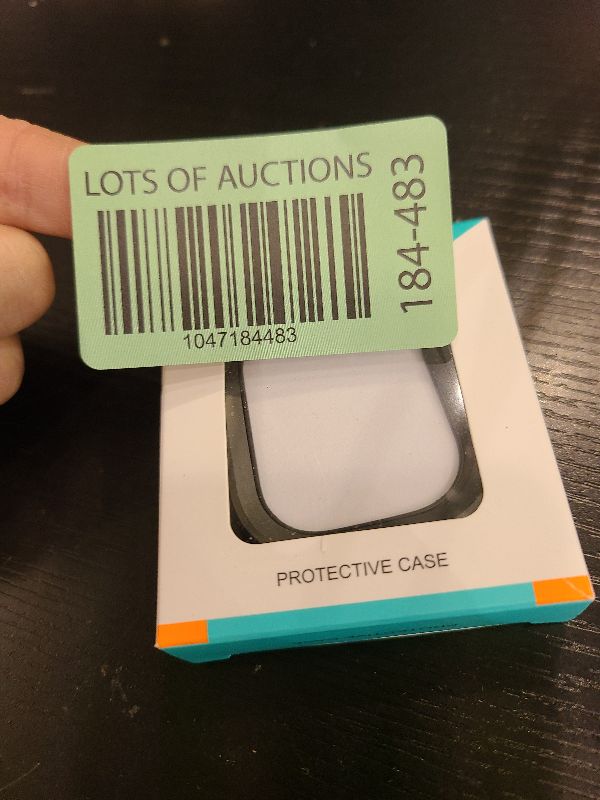 LOTS OF AUCTIONS
184-483
1047184483
PROTECTIVE CASE